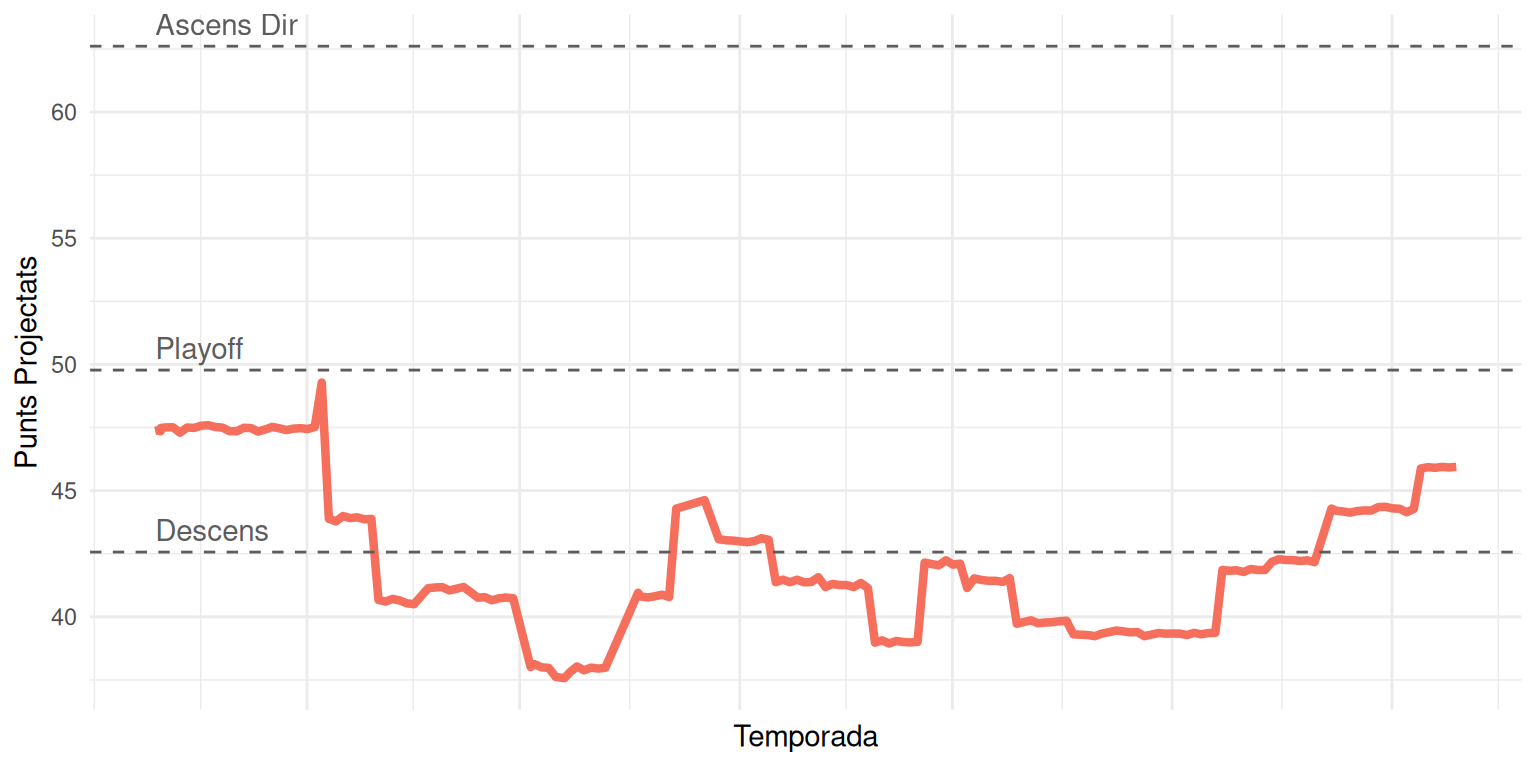 Ascens Dir
60
55
Playoff
50
45
Descens
40
Punts Projectats
Temporada